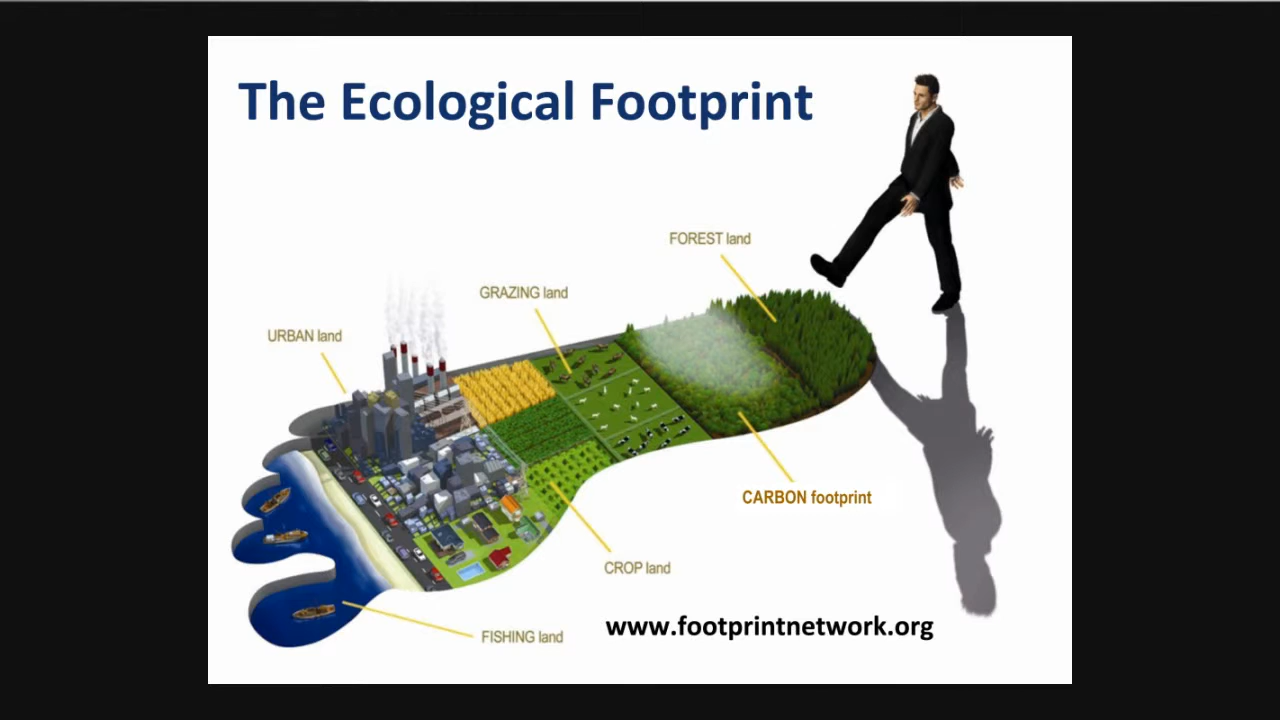 The Ecological Footprint
FOREST land
GRAZING land
URBAN land
CARBON footprint
CROP land
www.footprintnetwork.org
FISHING land